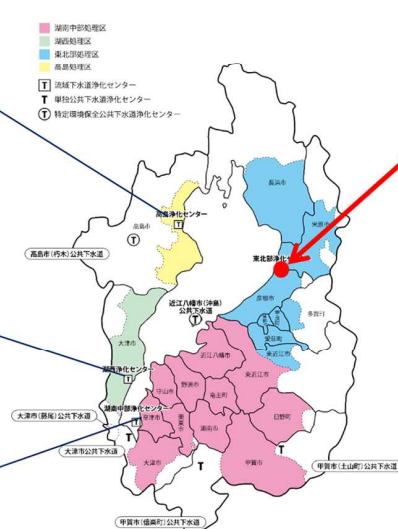 湖南中部処理区
湖西処理区
東北部処理区
高島処理区
T 流域下水道浄化センター
T 単独公共下水道浄化センター
T 特定環境保全公共下水道浄化センター
長浜市
米原市
高島浄化センター
T
高島市
T
東北部浄化セ
高島市(朽木)公共下水道
近江八幡市(沖島)
公共下水道
T
彦根市
多賀町
大津市
愛荘町
東近江市
近江八幡市
湖西浄化センター
T
東近江市
野洲市
守山市
竜王町
湖南中部浄化センター
T
草津市
日野町
大津市(藤尾)公共下水道
栗東市
湖南市
T
大津市公共下水道
T
大津市
T
甲賀市
甲賀市(土山町)公共下水道
甲賀市(信楽町)公共下水道